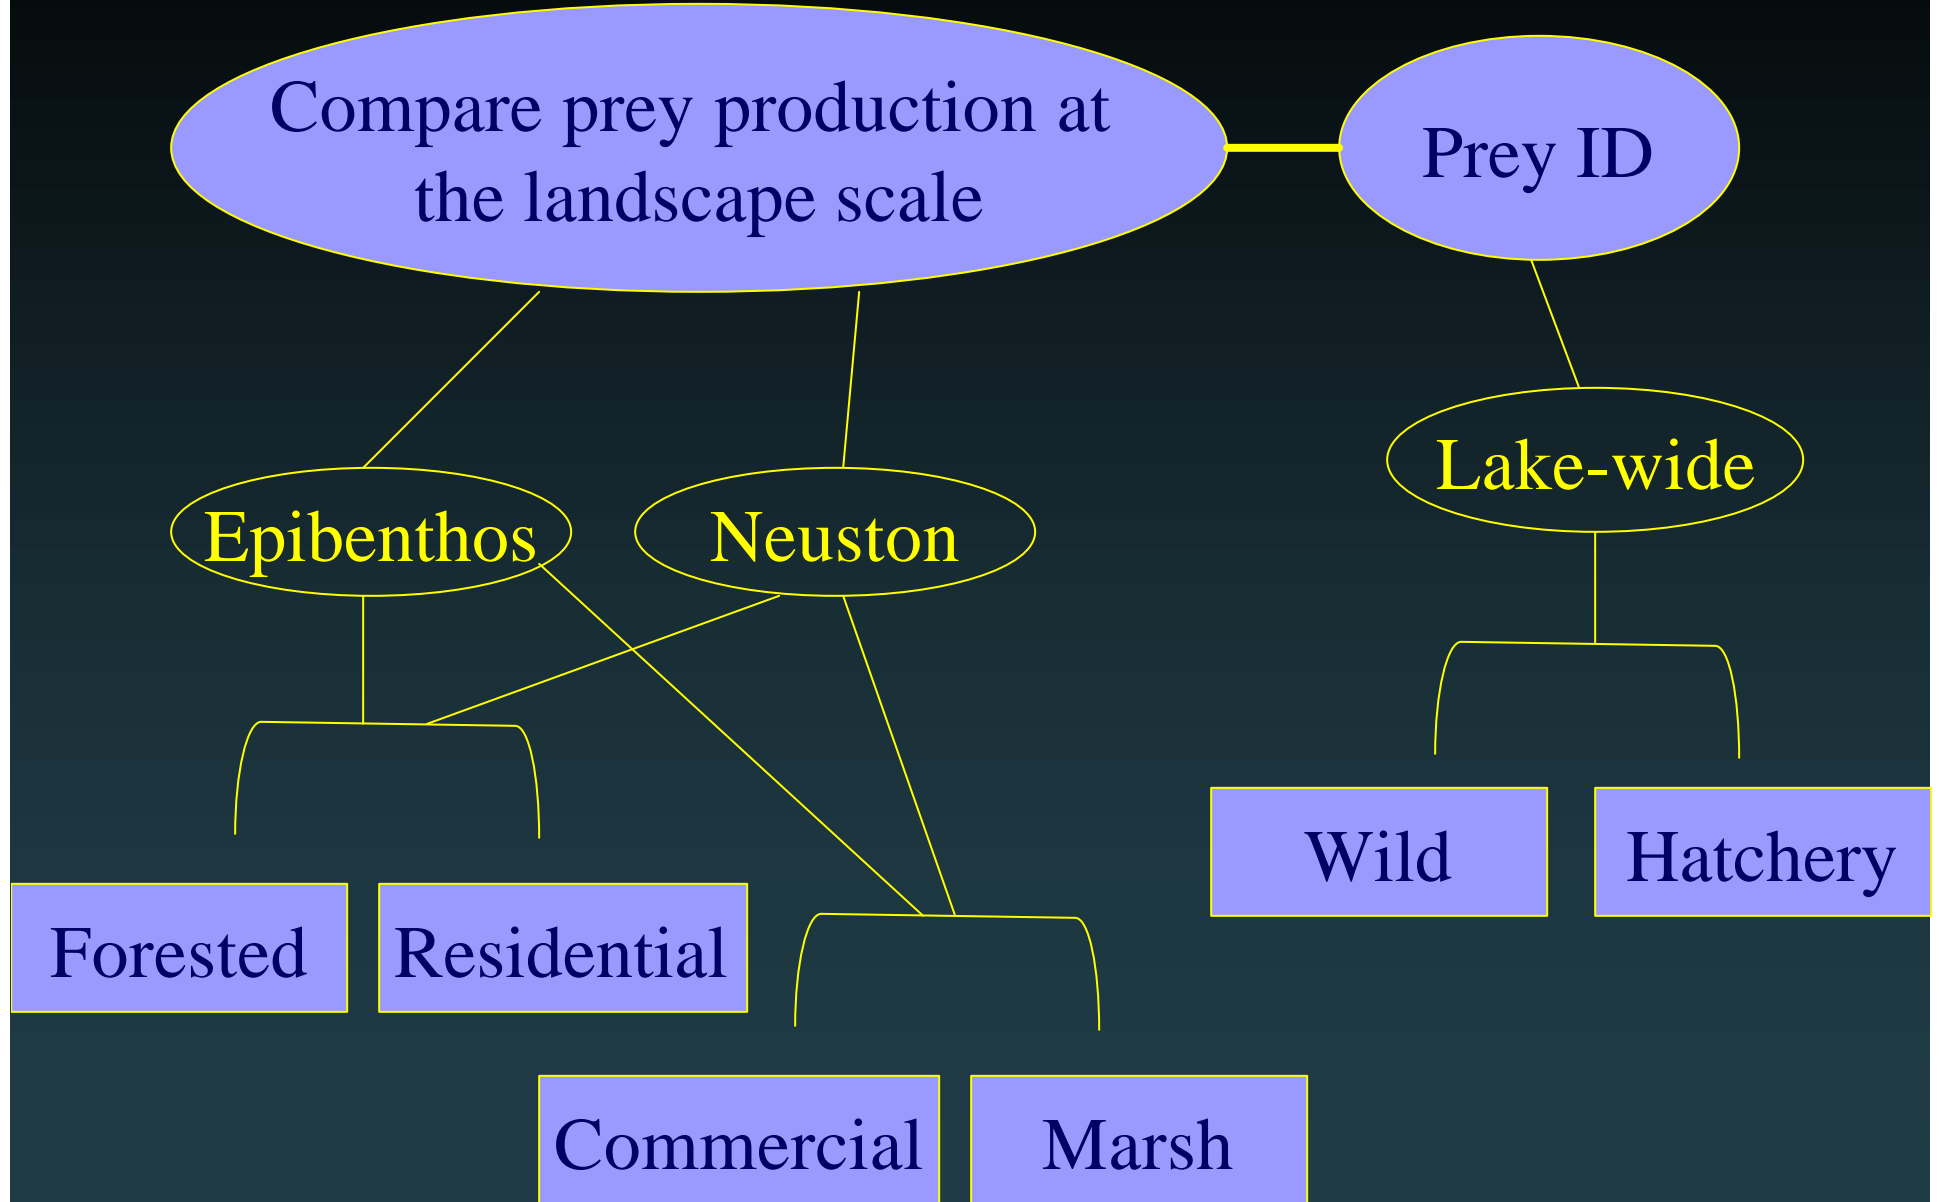 Compare prey production at
the landscape scale
Prey ID
Lake-wide
Epibenthos
Neuston
Wild
Hatchery
Forested
Residential
Commercial
Marsh